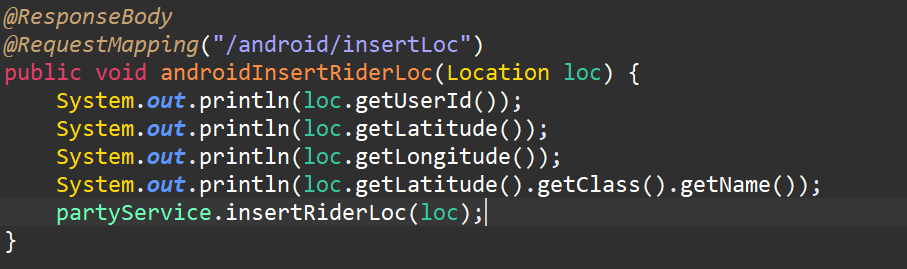 @ResponseBody
@RequestMapping("/android/insertLoc")
public void androidInsertRiderLoc(Location loc) {
    System.out.println(loc.getUserId());
    System.out.println(loc.getLatitude());
    System.out.println(loc.getLongitude());
    System.out.println(loc.getLatitude().getClass().getName());
    partyService.insertRiderLoc(loc);
}